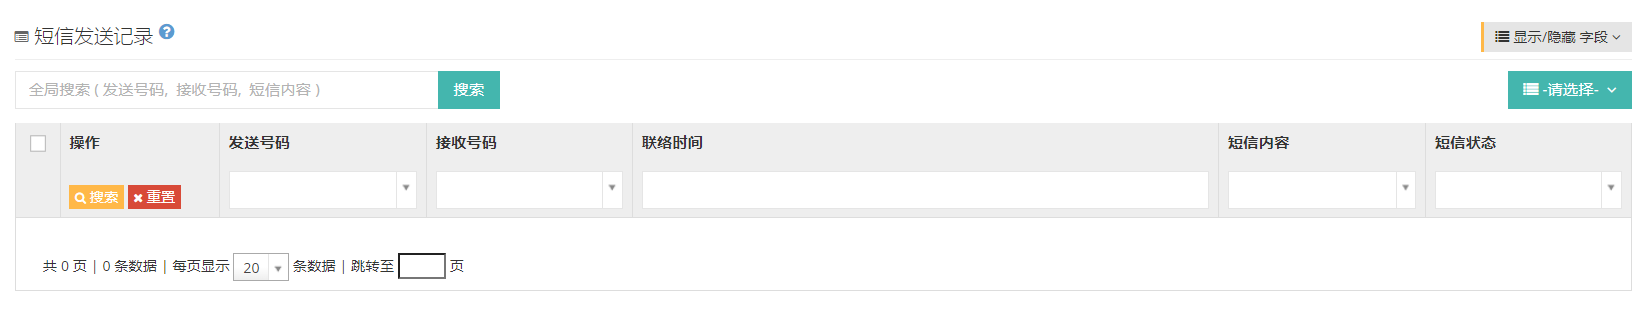 短信发送记录
显示/隐藏 字段
全局搜索 ( 发送号码, 接收号码, 短信内容 )
搜索
-请选择-
操作 发送号码 接收号码 联络时间 短信内容 短信状态
搜索 重置
共 0 页 | 0 条数据 | 每页显示 20 条数据 | 跳转至 页